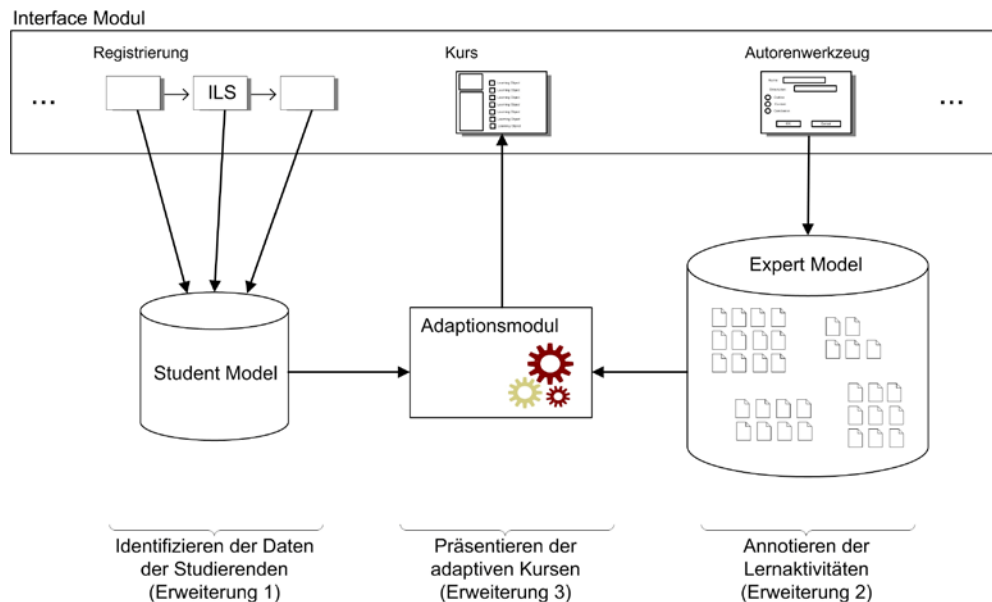 Interface Modul
Registrierung
Kurs
Autorenwerkzeug
...
ILS
...
Expert Model
Adaptionsmodul
Student Model
Identifizieren der Daten
der Studierenden
(Erweiterung 1)
Präsentieren der
adaptiven Kursen
(Erweiterung 3)
Annotieren der
Lernaktivitäten
(Erweiterung 2)